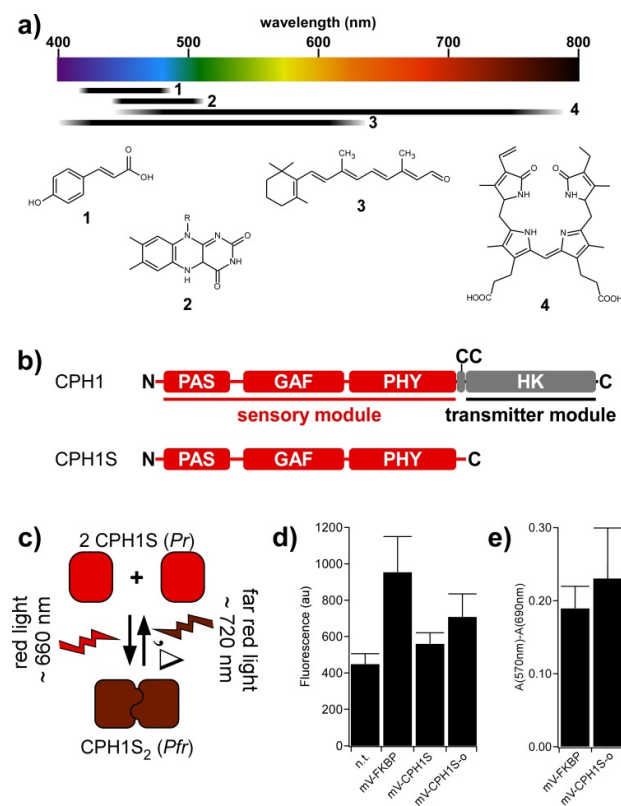 a)
wavelength (nm)
400 500 600 700 800
1
2
4
3
O
OH
HO
1
R
N N O
NH
N
H
O
2
CH₃ CH₃
O
3
O O
NH HN
NH N
HOOC COOH
4
b)
CC
CPH1 N PAS GAF PHY HK C
sensory module transmitter module
CPH1S N PAS GAF PHY C
c)
2 CPH1S (Pr)
+
red light
~ 660 nm
, Δ
far red light
~ 720 nm
CPH1S₂ (Pfr)
d)
Fluorescence (au)
1200
1000
800
600
400
200
0
n.t.
mV-FKBP
mV-CPH1S
mV-CPH1S-o
e)
A(570nm)-A(690nm)
0.30
0.20
0.10
0.00
mV-FKBP
mV-CPH1S-o